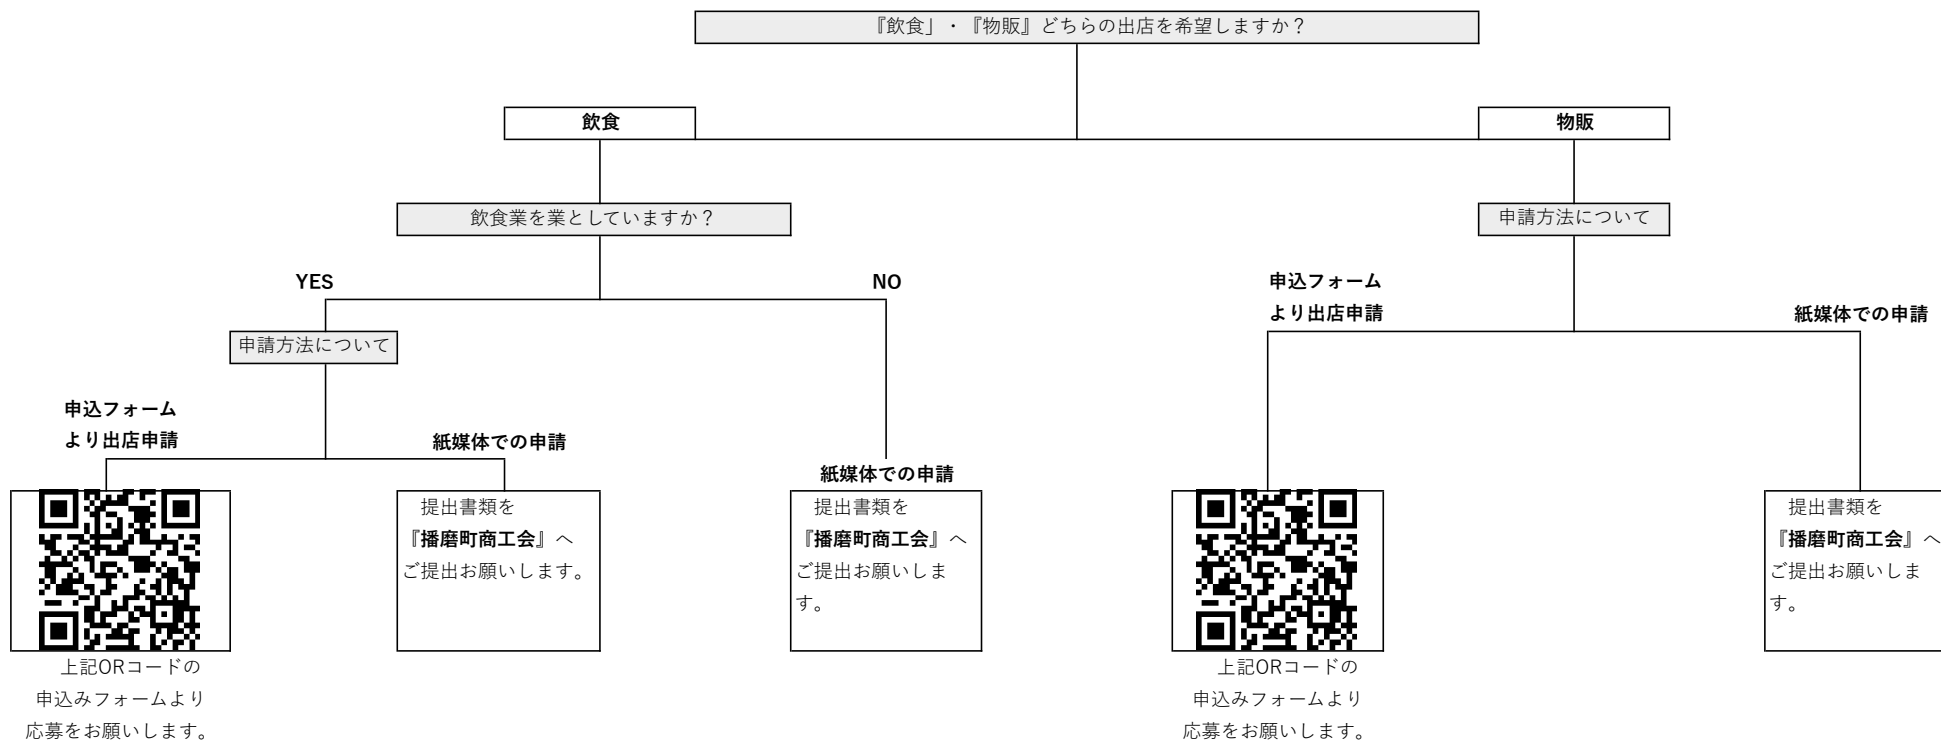 『飲食」・『物販』どちらの出店を希望しますか？
飲食
物販
飲食業を業としていますか？
申請方法について
YES
NO
申込フォーム
より出店申請
紙媒体での申請
申請方法について
申込フォーム
より出店申請
紙媒体での申請
紙媒体での申請
提出書類を
『播磨町商工会』へ
ご提出お願いします。
提出書類を
『播磨町商工会』へ
ご提出お願いしま
す。
提出書類を
『播磨町商工会』へ
ご提出お願いしま
す。
上記ORコードの
申込みフォームより
応募をお願いします。
上記ORコードの
申込みフォームより
応募をお願いします。